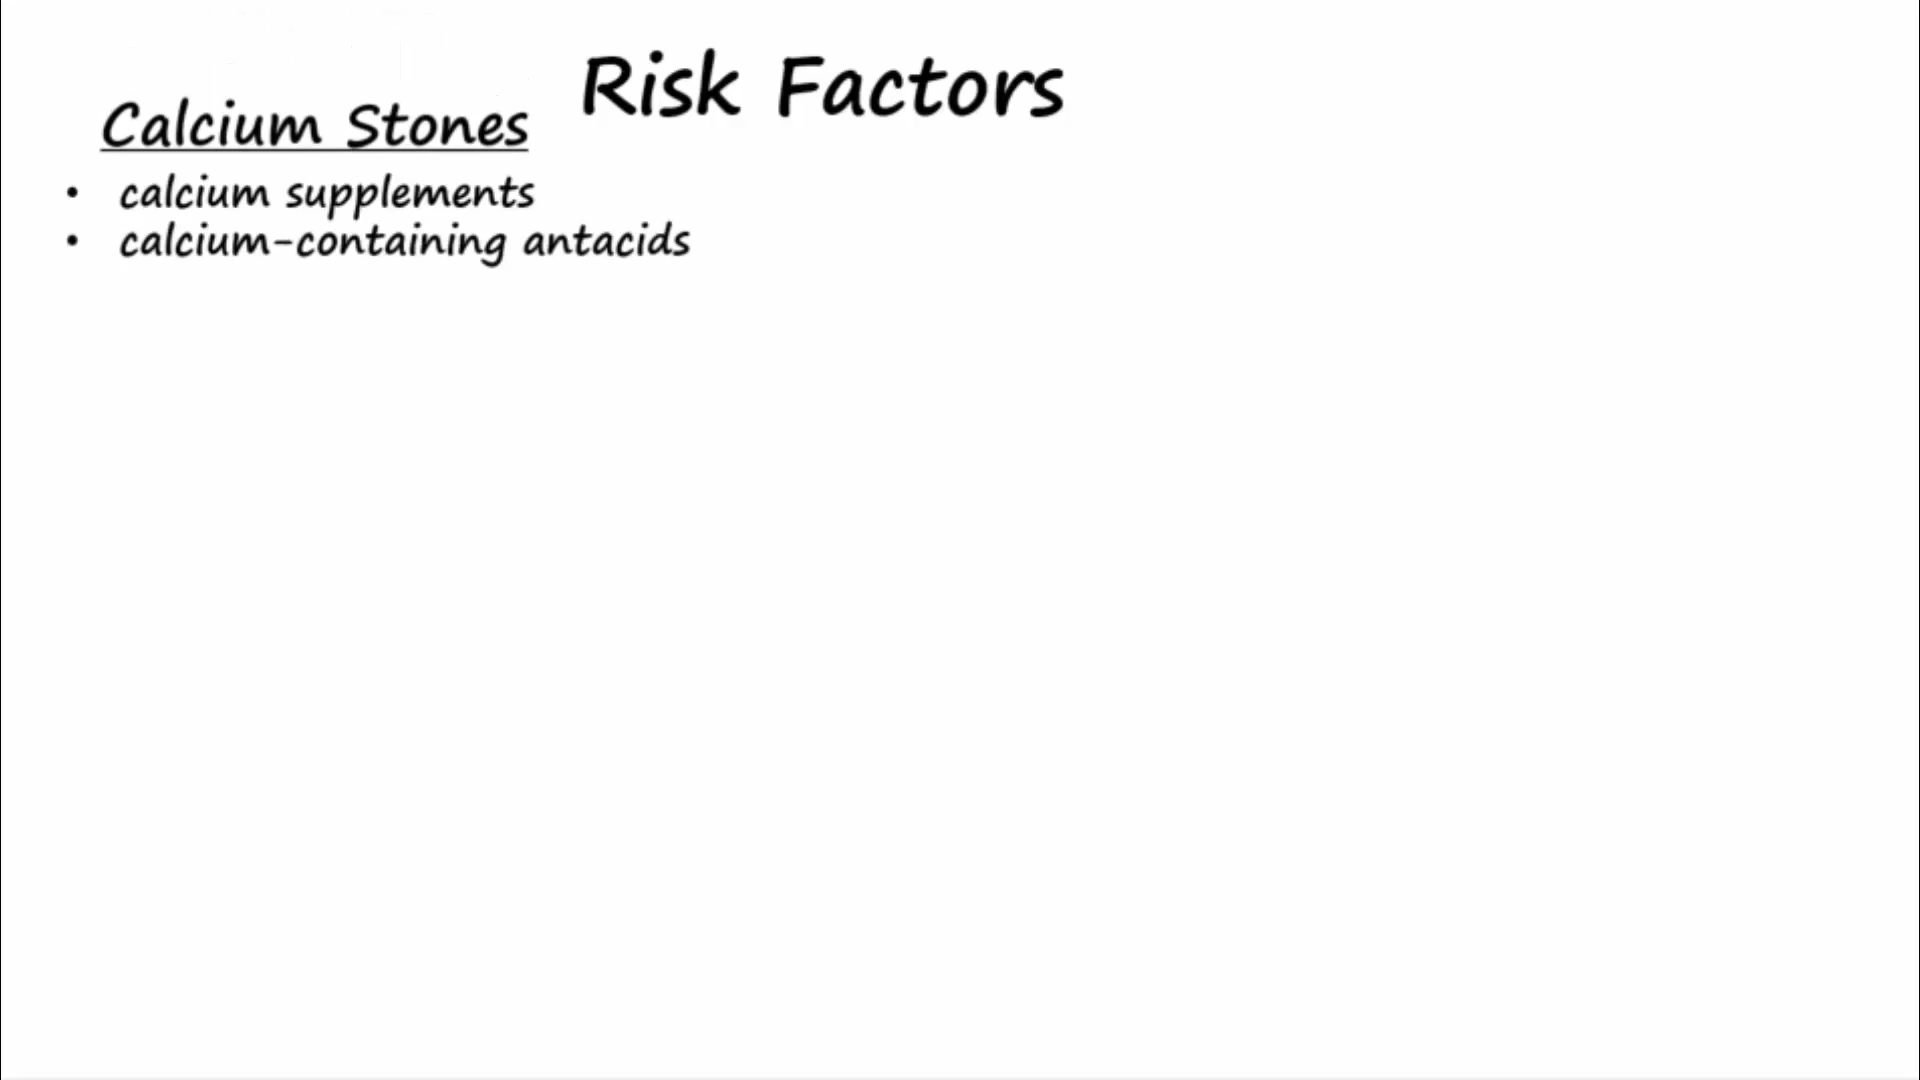 Risk Factors
Calcium Stones
• calcium supplements
• calcium-containing antacids